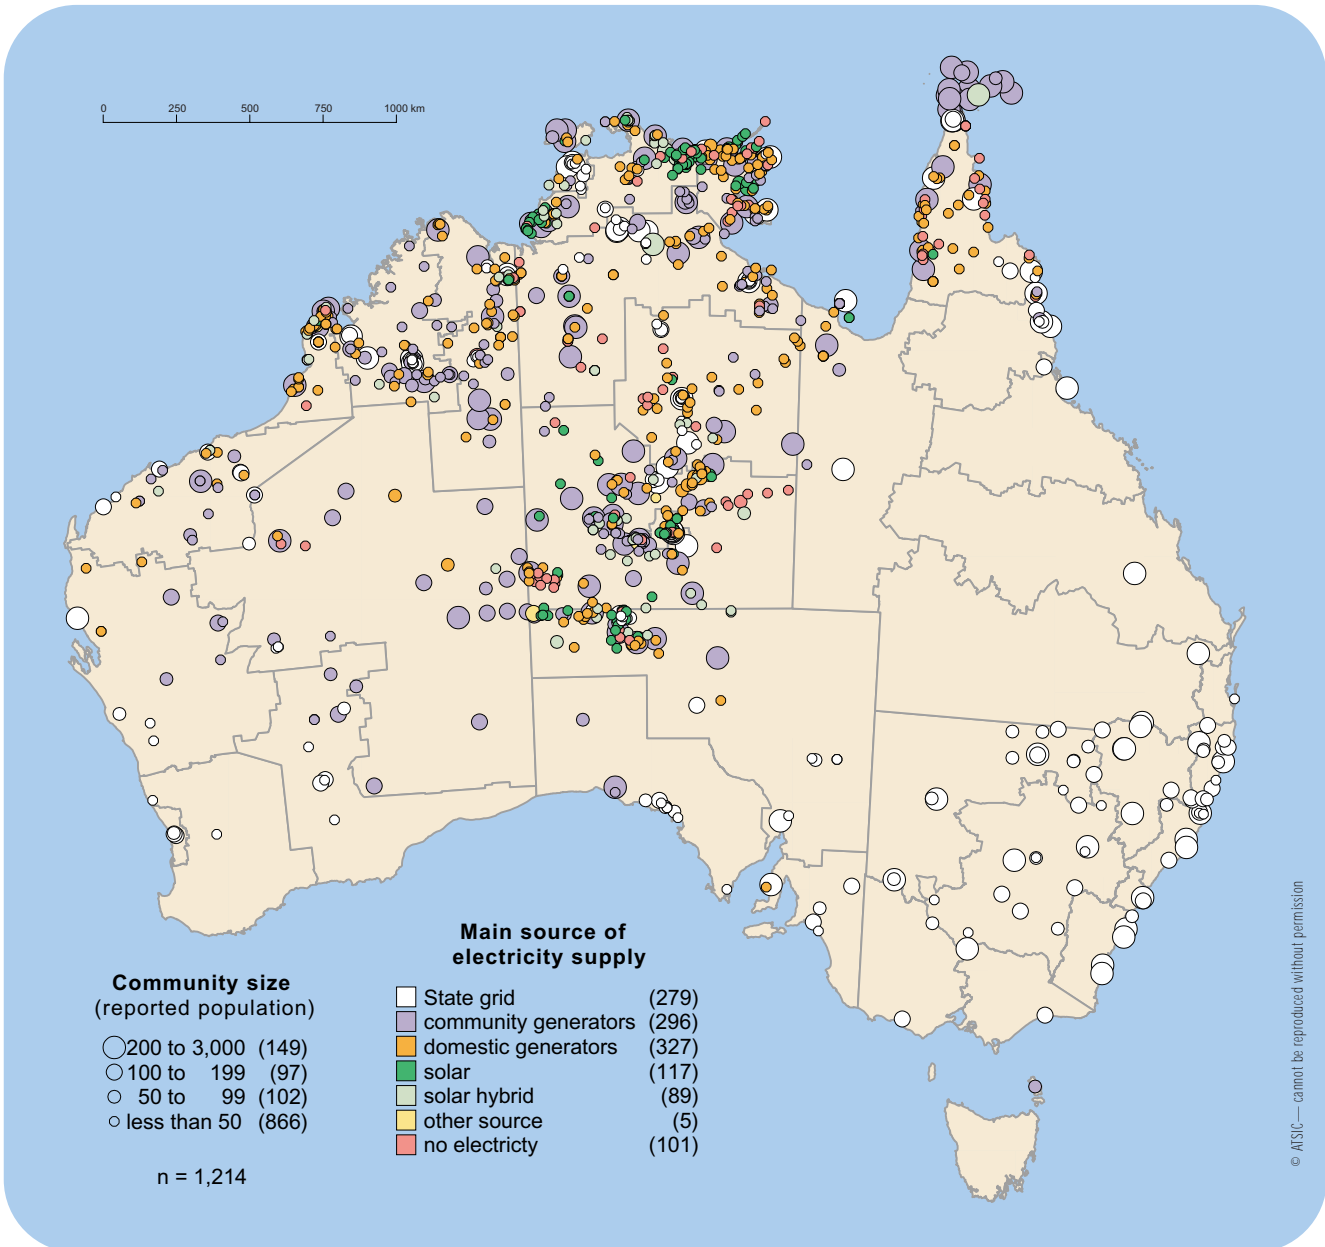 0 250 500 750 1000 km
Main source of
electricity supply
State grid (279)
community generators (296)
domestic generators (327)
solar (117)
solar hybrid (89)
other source (5)
no electricty (101)
Community size
(reported population)
200 to 3,000 (149)
100 to 199 (97)
50 to 99 (102)
less than 50 (866)
n = 1,214
© ATSIC — cannot be reproduced without permission